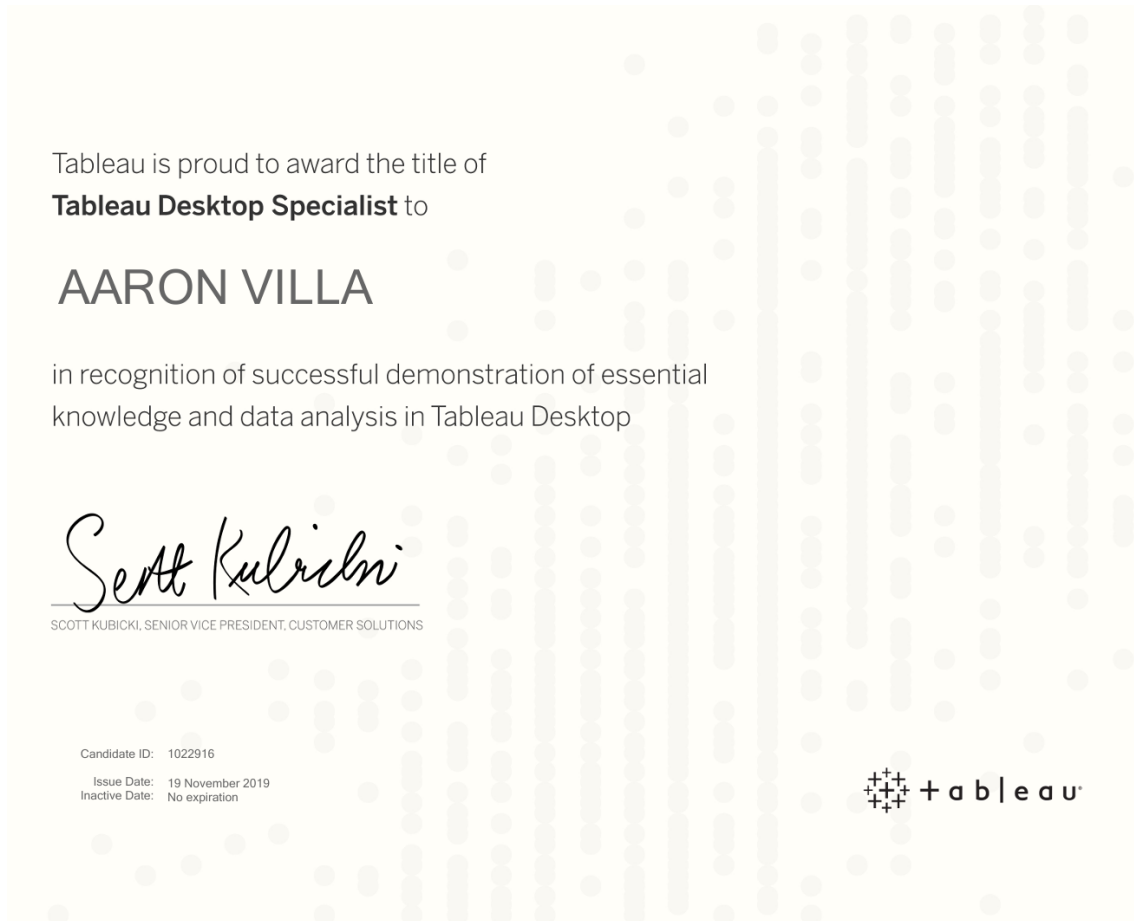 Tableau is proud to award the title of
Tableau Desktop Specialist to
AARON VILLA
in recognition of successful demonstration of essential
knowledge and data analysis in Tableau Desktop
Scott Kubicki
SCOTT KUBICKI, SENIOR VICE PRESIDENT, CUSTOMER SOLUTIONS
Candidate ID: 1022916
Issue Date: 19 November 2019
Inactive Date: No expiration
+ableau